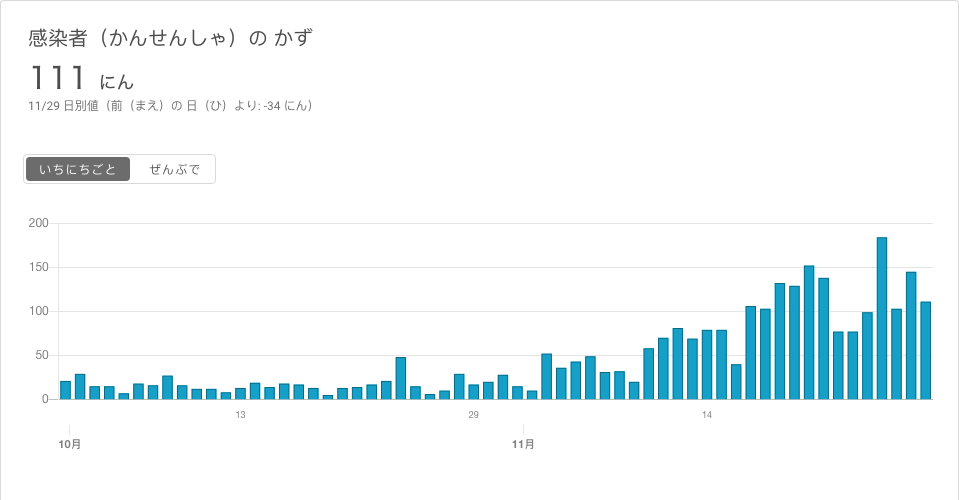 感染者（かんせんしゃ）の かず
111 にん
11/29 日別値（前（まえ）の 日（ひ）より: -34 にん）
いちにちごと ぜんぶで
200
150
100
50
0
13 29 14
10月 11月